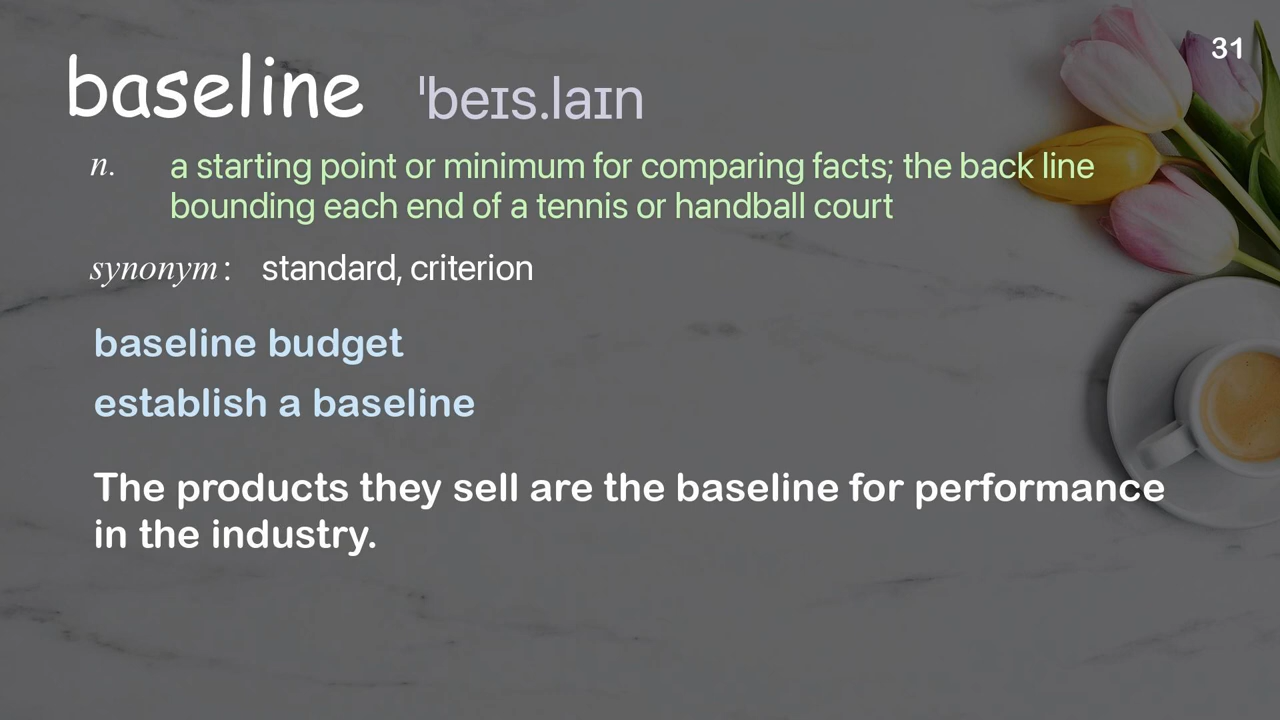 31
baseline ˈbeɪs.laɪn
n. a starting point or minimum for comparing facts; the back line
bounding each end of a tennis or handball court
synonym: standard, criterion
baseline budget
establish a baseline
The products they sell are the baseline for performance
in the industry.